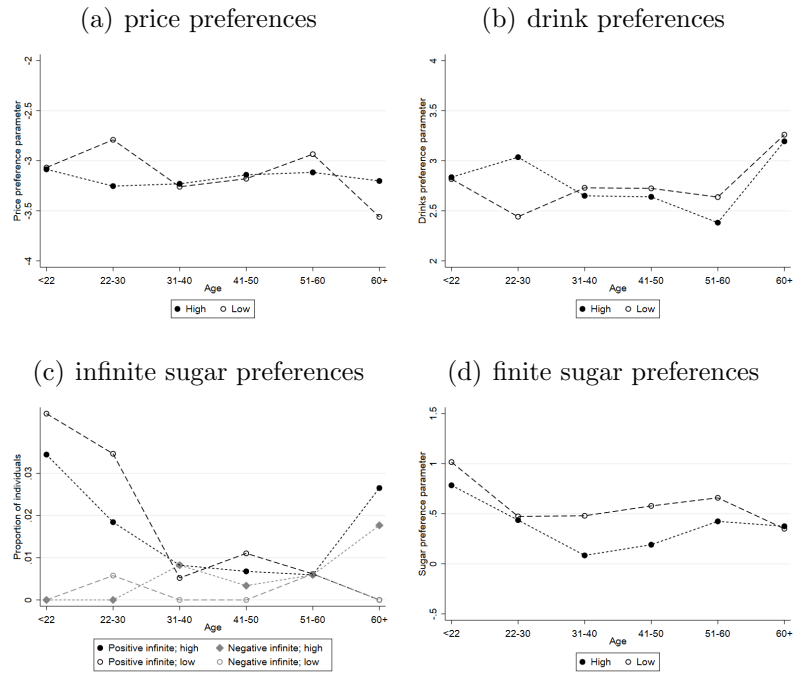 (a) price preferences
Price preference parameter
-2
-2.5
-3
-3.5
-4
<22 22-30 31-40 41-50 51-60 60+
Age
High Low
(b) drink preferences
Drinks preference parameter
4
3.5
3
2.5
2
<22 22-30 31-40 41-50 51-60 60+
Age
High Low
(c) infinite sugar preferences
Proportion of individuals
.03
.02
.01
0
<22 22-30 31-40 41-50 51-60 60+
Age
Positive infinite; high Negative infinite; high
Positive infinite; low Negative infinite; low
(d) finite sugar preferences
Sugar preference parameter
1.5
1
.5
0
-.5
<22 22-30 31-40 41-50 51-60 60+
Age
High Low